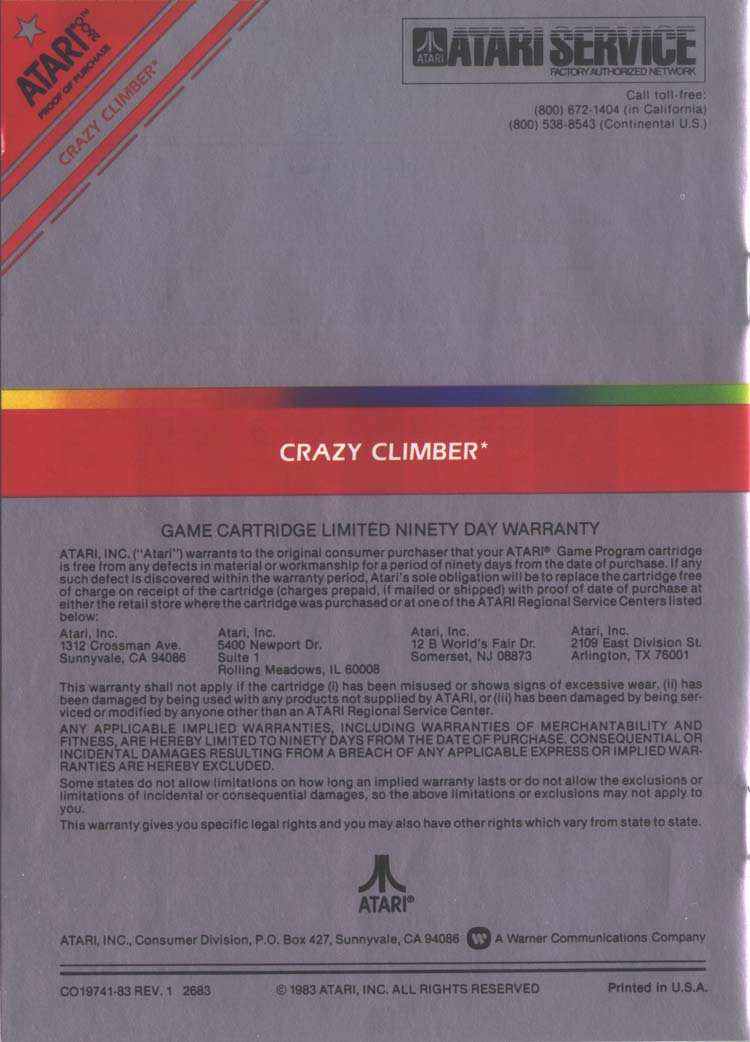 ATARI 2600™
PROOF OF PURCHASE
CRAZY CLIMBER*
ATARI
ATARI SERVICE
FACTORY AUTHORIZED NETWORK
Call toll-free:
(800) 672-1404 (in California)
(800) 538-8543 (Continental U.S.)
CRAZY CLIMBER*
GAME CARTRIDGE LIMITED NINETY DAY WARRANTY
ATARI, INC. ("Atari") warrants to the original consumer purchaser that your ATARI® Game Program cartridge
is free from any defects in material or workmanship for a period of ninety days from the date of purchase. If any
such defect is discovered within the warranty period, Atari's sole obligation will be to replace the cartridge free
of charge on receipt of the cartridge (charges prepaid, if mailed or shipped) with proof of date of purchase at
either the retail store where the cartridge was purchased or at one of the ATARI Regional Service Centers listed
below:
Atari, Inc.
1312 Crossman Ave.
Sunnyvale, CA 94086
Atari, Inc.
5400 Newport Dr.
Suite 1
Rolling Meadows, IL 60008
Atari, Inc.
12 B World's Fair Dr.
Somerset, NJ 08873
Atari, Inc.
2109 East Division St.
Arlington, TX 76001
This warranty shall not apply if the cartridge (i) has been misused or shows signs of excessive wear, (ii) has
been damaged by being used with any products not supplied by ATARI, or (iii) has been damaged by being ser-
viced or modified by anyone other than an ATARI Regional Service Center.
ANY APPLICABLE IMPLIED WARRANTIES, INCLUDING WARRANTIES OF MERCHANTABILITY AND
FITNESS, ARE HEREBY LIMITED TO NINETY DAYS FROM THE DATE OF PURCHASE. CONSEQUENTIAL OR
INCIDENTAL DAMAGES RESULTING FROM A BREACH OF ANY APPLICABLE EXPRESS OR IMPLIED WAR-
RANTIES ARE HEREBY EXCLUDED.
Some states do not allow limitations on how long an implied warranty lasts or do not allow the exclusions or
limitations of incidental or consequential damages, so the above limitations or exclusions may not apply to
you.
This warranty gives you specific legal rights and you may also have other rights which vary from state to state.
ATARI®
ATARI, INC., Consumer Division, P.O. Box 427, Sunnyvale, CA 94086 W A Warner Communications Company
CO19741-83 REV. 1 2683
© 1983 ATARI, INC. ALL RIGHTS RESERVED
Printed in U.S.A.